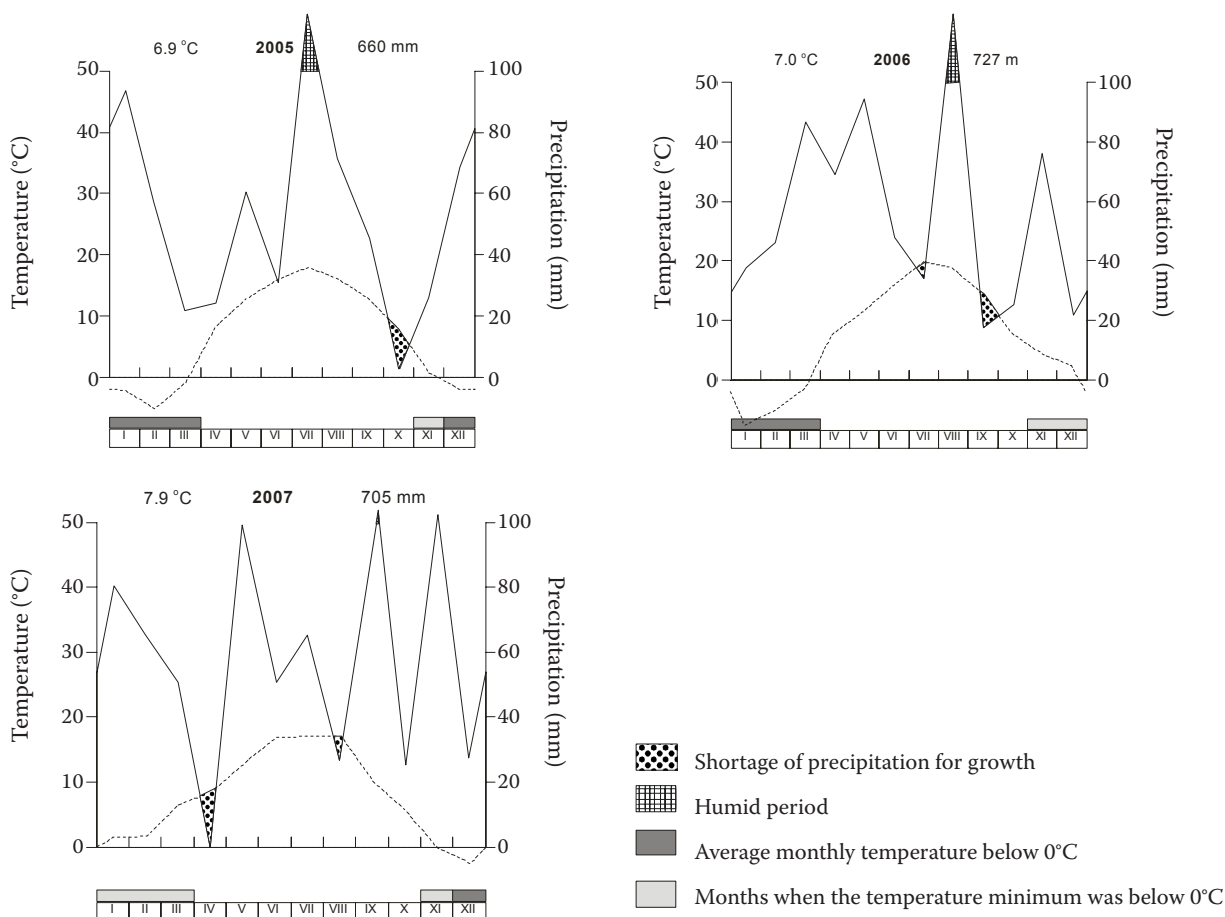 6.9 °C 2005 660 mm
50
40
30
20
10
0
100
80
60
40
20
0
Temperature (°C)
Precipitation (mm)
I II III IV V VI VII VIII IX X XI XII
7.0 °C 2006 727 m
50
40
30
20
10
0
100
80
60
40
20
0
Temperature (°C)
Precipitation (mm)
I II III IV V VI VII VIII IX X XI XII
7.9 °C 2007 705 mm
50
40
30
20
10
0
100
80
60
40
20
0
Temperature (°C)
Precipitation (mm)
I II III IV V VI VII VIII IX X XI XII
Shortage of precipitation for growth
Humid period
Average monthly temperature below 0°C
Months when the temperature minimum was below 0°C